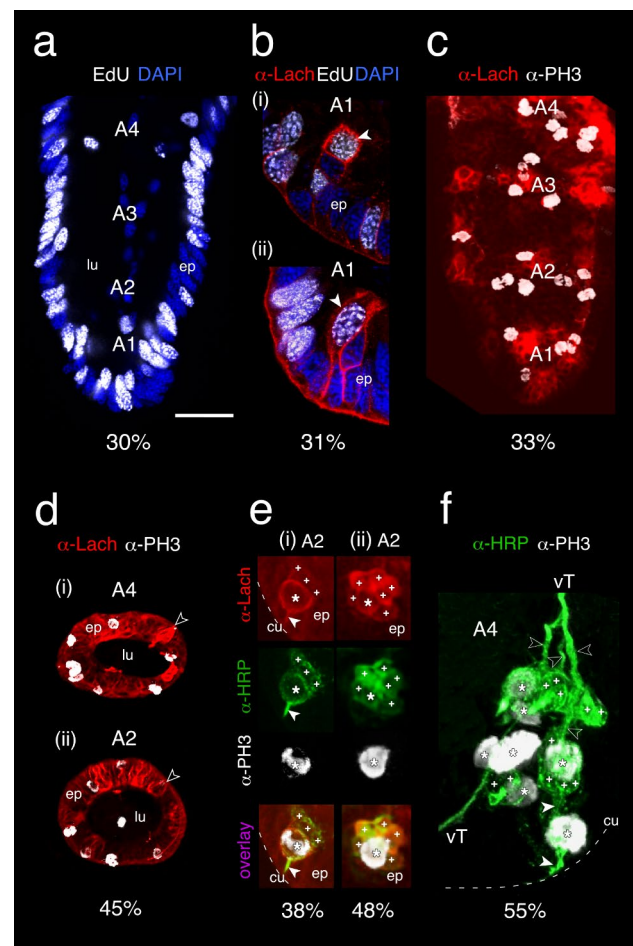 a
EdU DAPI
A4
A3
lu
ep
A2
A1
30%
b
α-Lach EdU DAPI
(i)
A1
ep
(ii)
A1
ep
31%
c
α-Lach α-PH3
A4
A3
A2
A1
33%
d
α-Lach α-PH3
(i)
A4
ep
lu
(ii)
A2
ep
lu
45%
e
(i) A2 (ii) A2
α-Lach
+ + + + * + + + * + +
cu
ep
ep
α-HRP
+ + + + * + + + * + +
α-PH3
* *
overlay
+ + + + * + + + * + +
cu
ep
ep
38% 48%
f
α-HRP α-PH3
vT
A4
vT
cu
55%